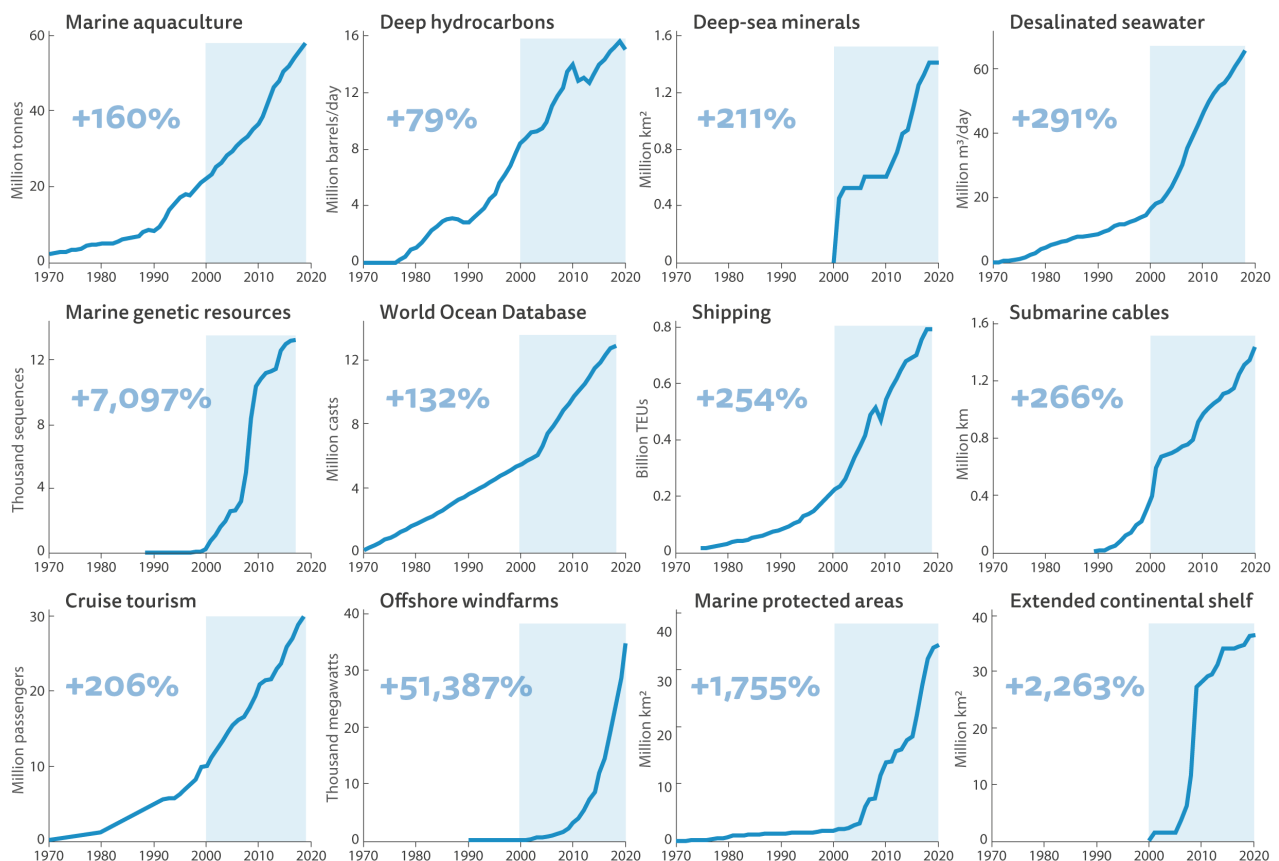 Marine aquaculture
Million tonnes
60
40
20
0
+160%
1970 1980 1990 2000 2010 2020
Deep hydrocarbons
Million barrels/day
16
12
8
4
0
+79%
1970 1980 1990 2000 2010 2020
Deep-sea minerals
Million km²
1.6
1.2
0.8
0.4
0
+211%
1970 1980 1990 2000 2010 2020
Desalinated seawater
Million m³/day
60
40
20
0
+291%
1970 1980 1990 2000 2010 2020
Marine genetic resources
Thousand sequences
12
8
4
0
+7,097%
1970 1980 1990 2000 2010 2020
World Ocean Database
Million casts
12
8
4
0
+132%
1970 1980 1990 2000 2010 2020
Shipping
Billion TEUs
0.8
0.6
0.4
0.2
0
+254%
1970 1980 1990 2000 2010 2020
Submarine cables
Million km
1.6
1.2
0.8
0.4
0
+266%
1970 1980 1990 2000 2010 2020
Cruise tourism
Million passengers
30
20
10
0
+206%
1970 1980 1990 2000 2010 2020
Offshore windfarms
Thousand megawatts
40
30
20
10
0
+51,387%
1970 1980 1990 2000 2010 2020
Marine protected areas
Million km²
40
30
20
10
0
+1,755%
1970 1980 1990 2000 2010 2020
Extended continental shelf
Million km²
40
30
20
10
0
+2,263%
1970 1980 1990 2000 2010 2020